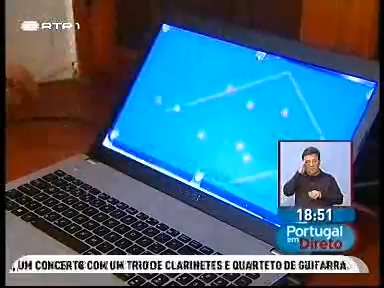 RTP1
18:51
Portugal
em Direto
, UM CONCERTO COM UM TRIO DE CLARINETES E QUARTETO DE GUITARRA